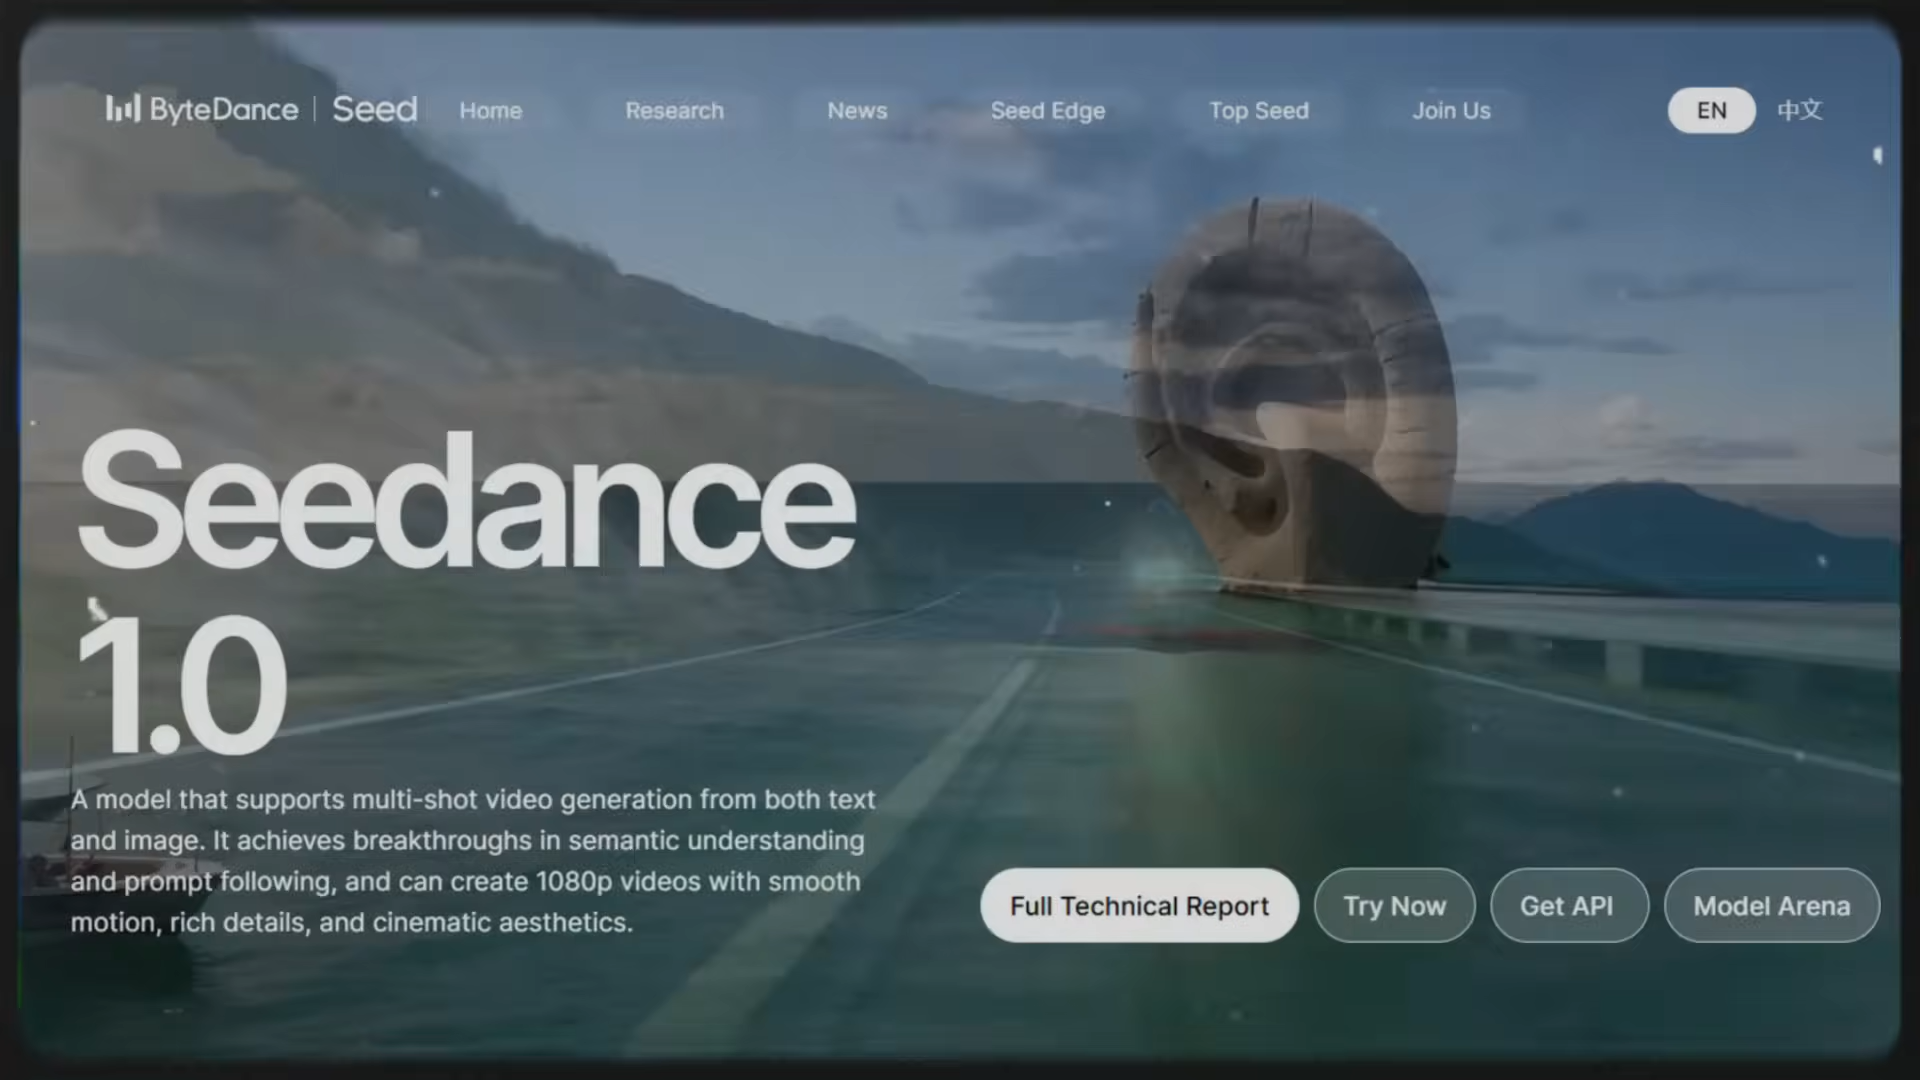 ByteDance | Seed Home Research News Seed Edge Top Seed Join Us EN 中文
Seedance
1.0
A model that supports multi-shot video generation from both text
and image. It achieves breakthroughs in semantic understanding
and prompt following, and can create 1080p videos with smooth
motion, rich details, and cinematic aesthetics.
Full Technical Report Try Now Get API Model Arena